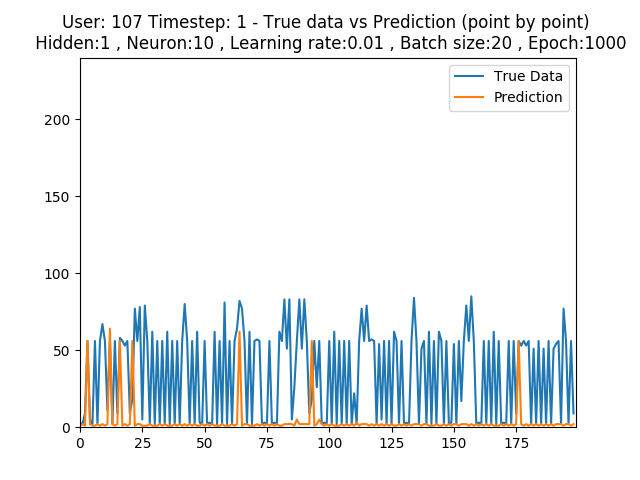 User: 107 Timestep: 1 - True data vs Prediction (point by point)
Hidden:1 , Neuron:10 , Learning rate:0.01 , Batch size:20 , Epoch:1000
True Data
Prediction
200
150
100
50
0
0 25 50 75 100 125 150 175